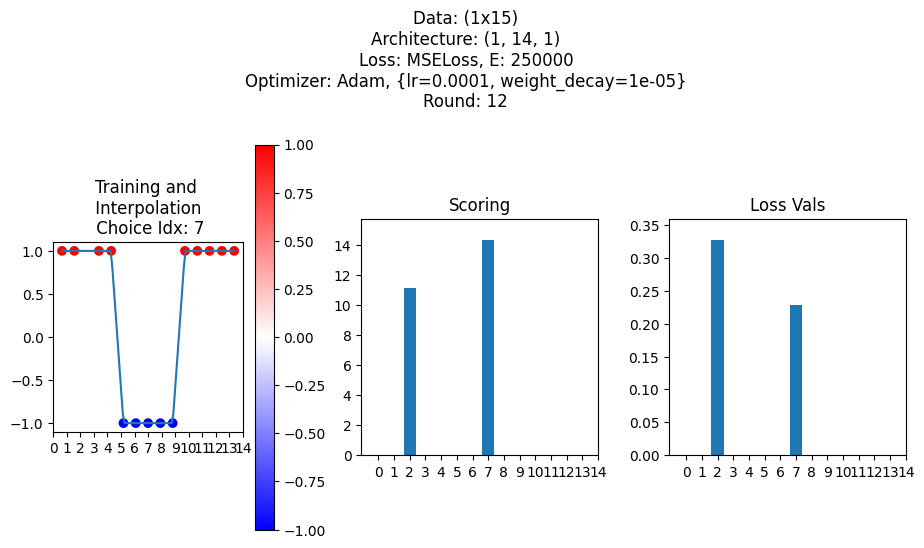 Data: (1x15)
Architecture: (1, 14, 1)
Loss: MSELoss, E: 250000
Optimizer: Adam, {lr=0.0001, weight_decay=1e-05}
Round: 12
Training and
Interpolation
Choice Idx: 7
1.0
0.5
0.0
−0.5
−1.0
0 1 2 3 4 5 6 7 8 9 10 11 12 13 14
1.00
0.75
0.50
0.25
0.00
−0.25
−0.50
−0.75
−1.00
Scoring
14
12
10
8
6
4
2
0
0 1 2 3 4 5 6 7 8 9 10 11 12 13 14
Loss Vals
0.35
0.30
0.25
0.20
0.15
0.10
0.05
0.00
0 1 2 3 4 5 6 7 8 9 10 11 12 13 14